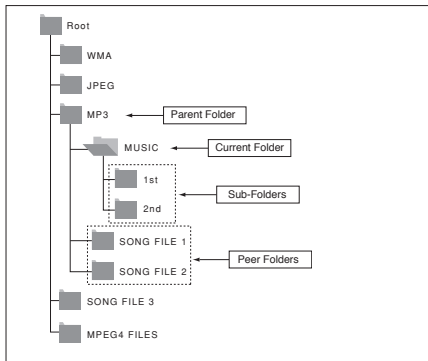 Root
WMA
JPEG
MP3
Parent Folder
MUSIC
Current Folder
1st
Sub-Folders
2nd
SONG FILE 1
Peer Folders
SONG FILE 2
SONG FILE 3
MPEG4 FILES